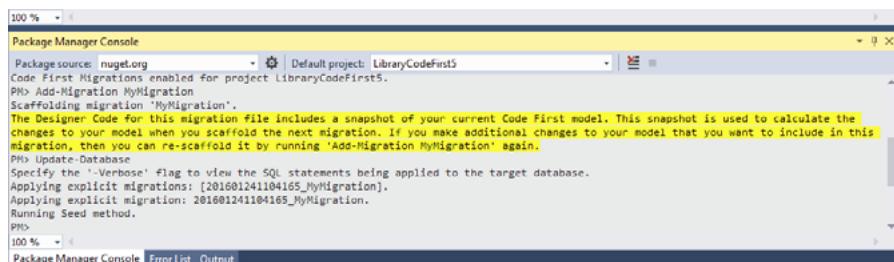 100 %
Package Manager Console
Package source: nuget.org Default project: LibraryCodeFirst5
Code First Migrations enabled for project LibraryCodeFirst5.
PM> Add-Migration MyMigration
Scaffolding migration 'MyMigration'.
The Designer Code for this migration file includes a snapshot of your current Code First model. This snapshot is used to calculate the
changes to your model when you scaffold the next migration. If you make additional changes to your model that you want to include in this
migration, then you can re-scaffold it by running 'Add-Migration MyMigration' again.
PM> Update-Database
Specify the '-Verbose' flag to view the SQL statements being applied to the target database.
Applying explicit migrations: [201601241104165_MyMigration].
Applying explicit migration: 201601241104165_MyMigration.
Running Seed method.
PM>
100 %
Package Manager Console Error List Output